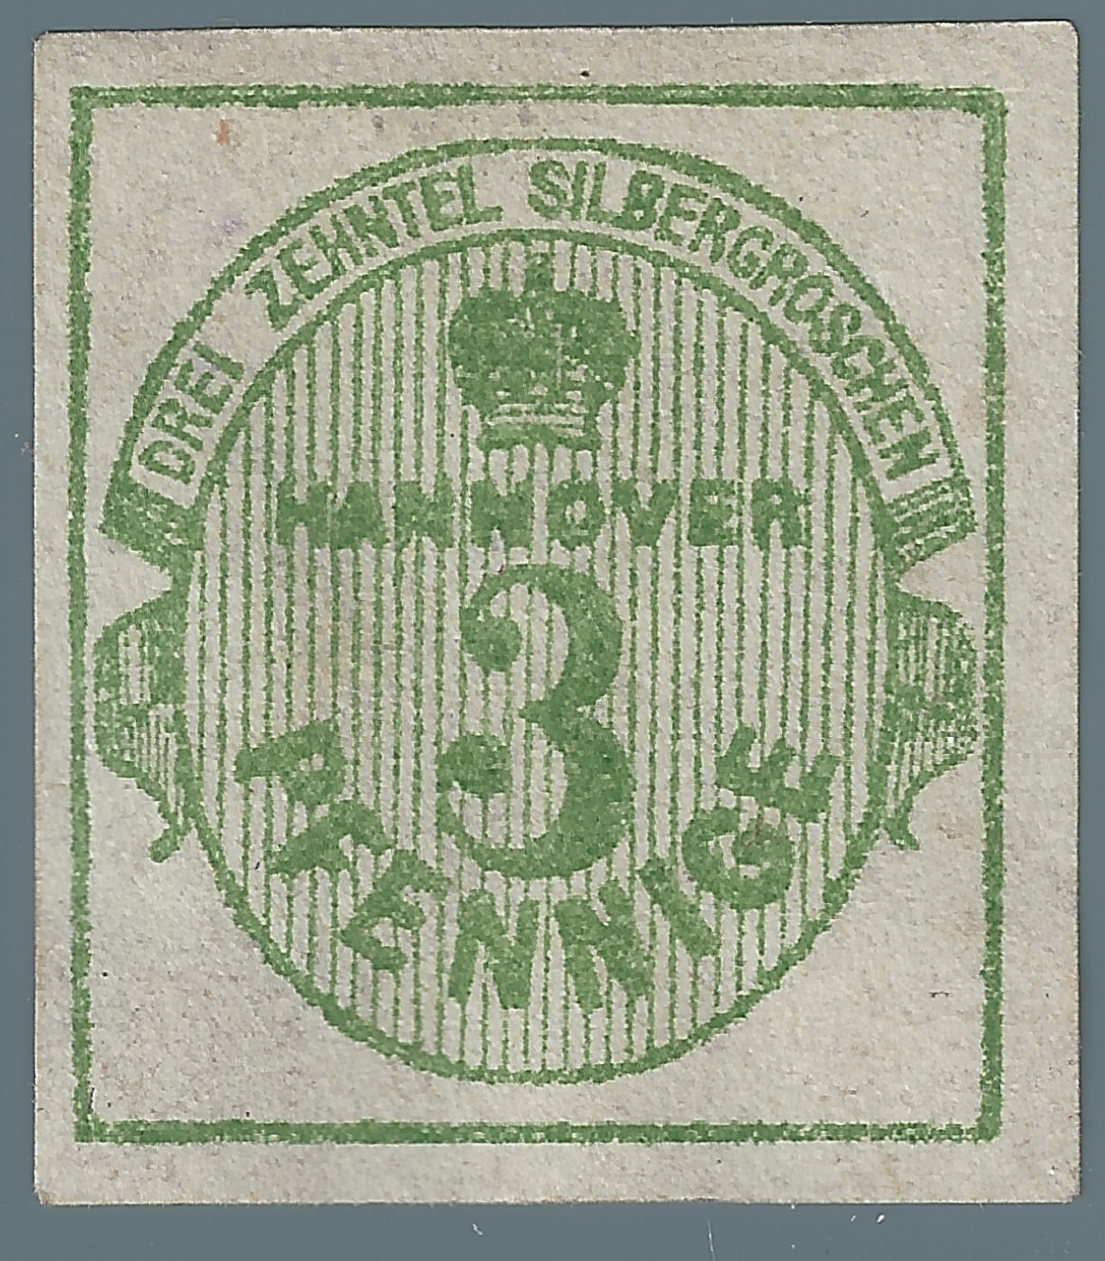 DREI ZEHNTEL SILBERGROSCHEN
HANNOVER
3
PFENNIGE